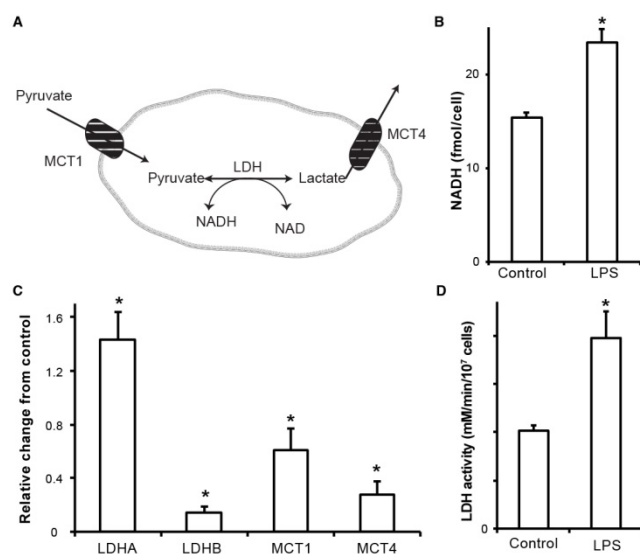 A
Pyruvate
MCT1
MCT4
LDH
Pyruvate
Lactate
NADH
NAD
B
*
NADH (fmol/cell)
20
10
0
Control
LPS
C
Relative change from control
1.6
1.2
0.8
0.4
0
*
*
*
*
LDHA
LDHB
MCT1
MCT4
D
*
LDH activity (mM/min/10⁷ cells)
0
Control
LPS